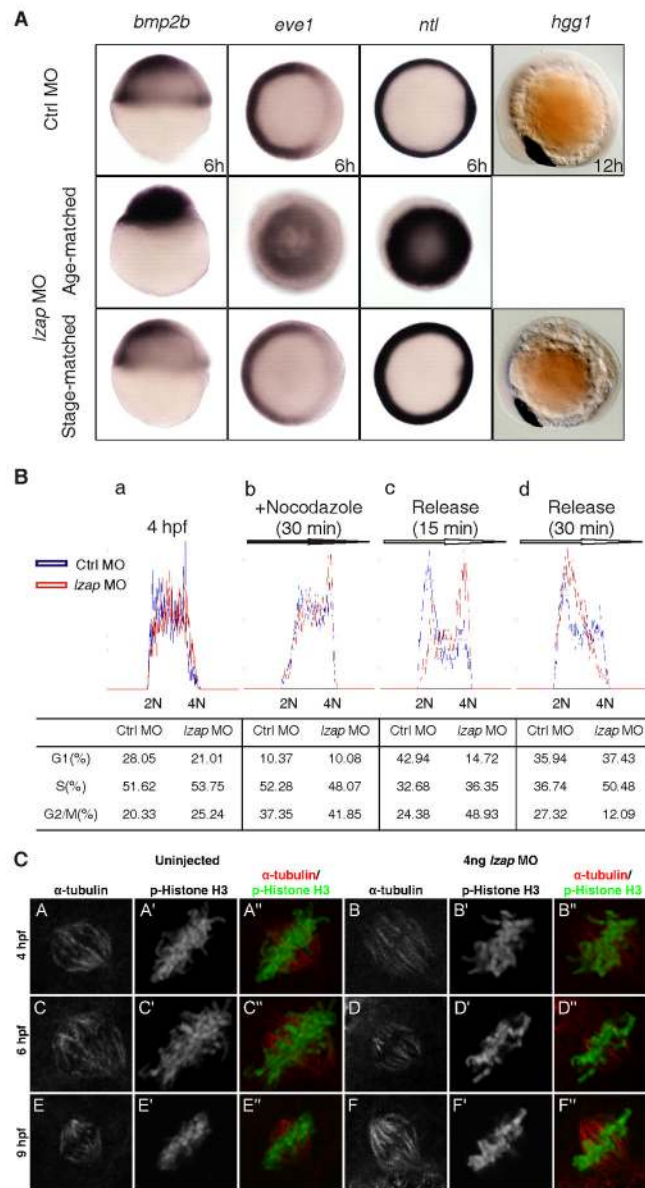 A
bmp2b eve1 ntl hgg1
Ctrl MO
6h 6h 6h 12h
lzap MO
Age-matched
Stage-matched
B
a b c d
4 hpf
+Nocodazole (30 min)
Release (15 min)
Release (30 min)
Ctrl MO
lzap MO
2N 4N 2N 4N 2N 4N 2N 4N
Ctrl MO lzap MO Ctrl MO lzap MO Ctrl MO lzap MO Ctrl MO lzap MO
G1(%) 28.05 21.01 10.37 10.08 42.94 14.72 35.94 37.43
S(%) 51.62 53.75 52.28 48.07 32.68 36.35 36.74 50.48
G2/M(%) 20.33 25.24 37.35 41.85 24.38 48.93 27.32 12.09
C
Uninjected 4ng lzap MO
α-tubulin p-Histone H3 α-tubulin/ p-Histone H3 α-tubulin p-Histone H3 α-tubulin/ p-Histone H3
4 hpf
A A' A" B B' B"
6 hpf
C C' C" D D' D"
9 hpf
E E' E" F F' F"